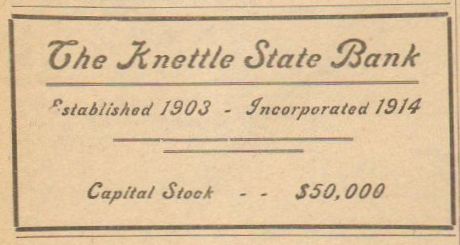 The Knettle State Bank
Established 1903 - Incorporated 1914
Capital Stock - - $50,000